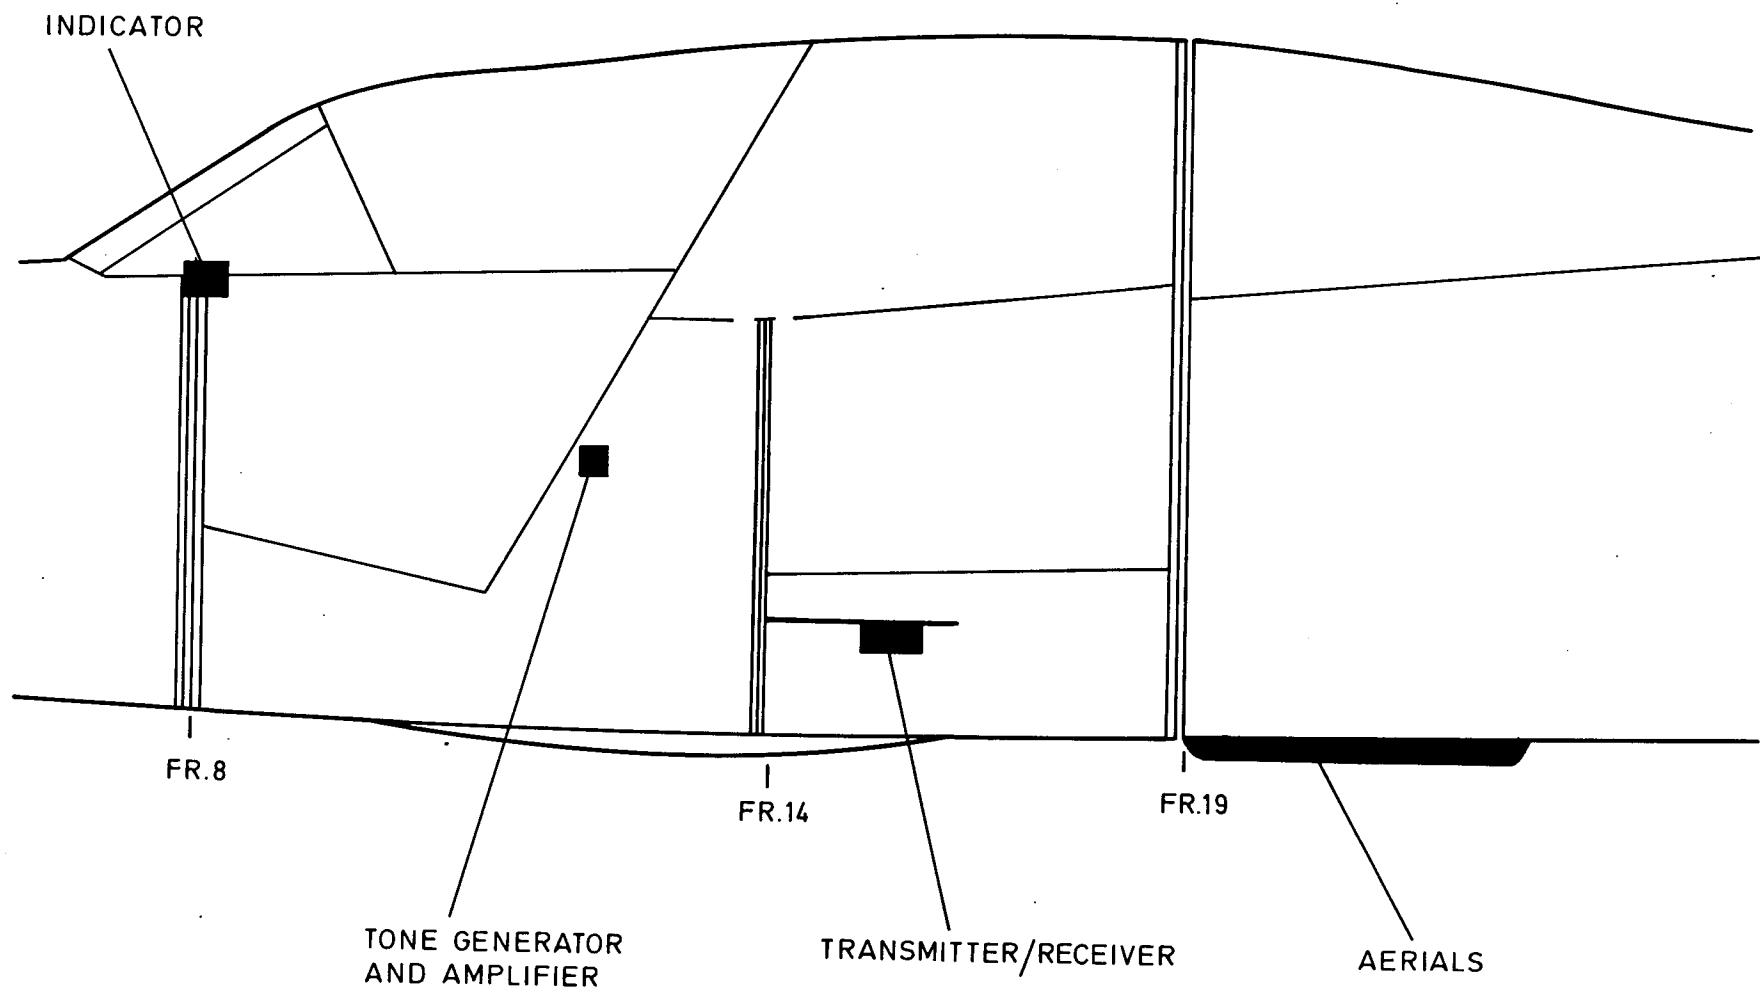 INDICATOR
FR.8
FR.14
FR.19
TONE GENERATOR
AND AMPLIFIER
TRANSMITTER/RECEIVER
AERIALS